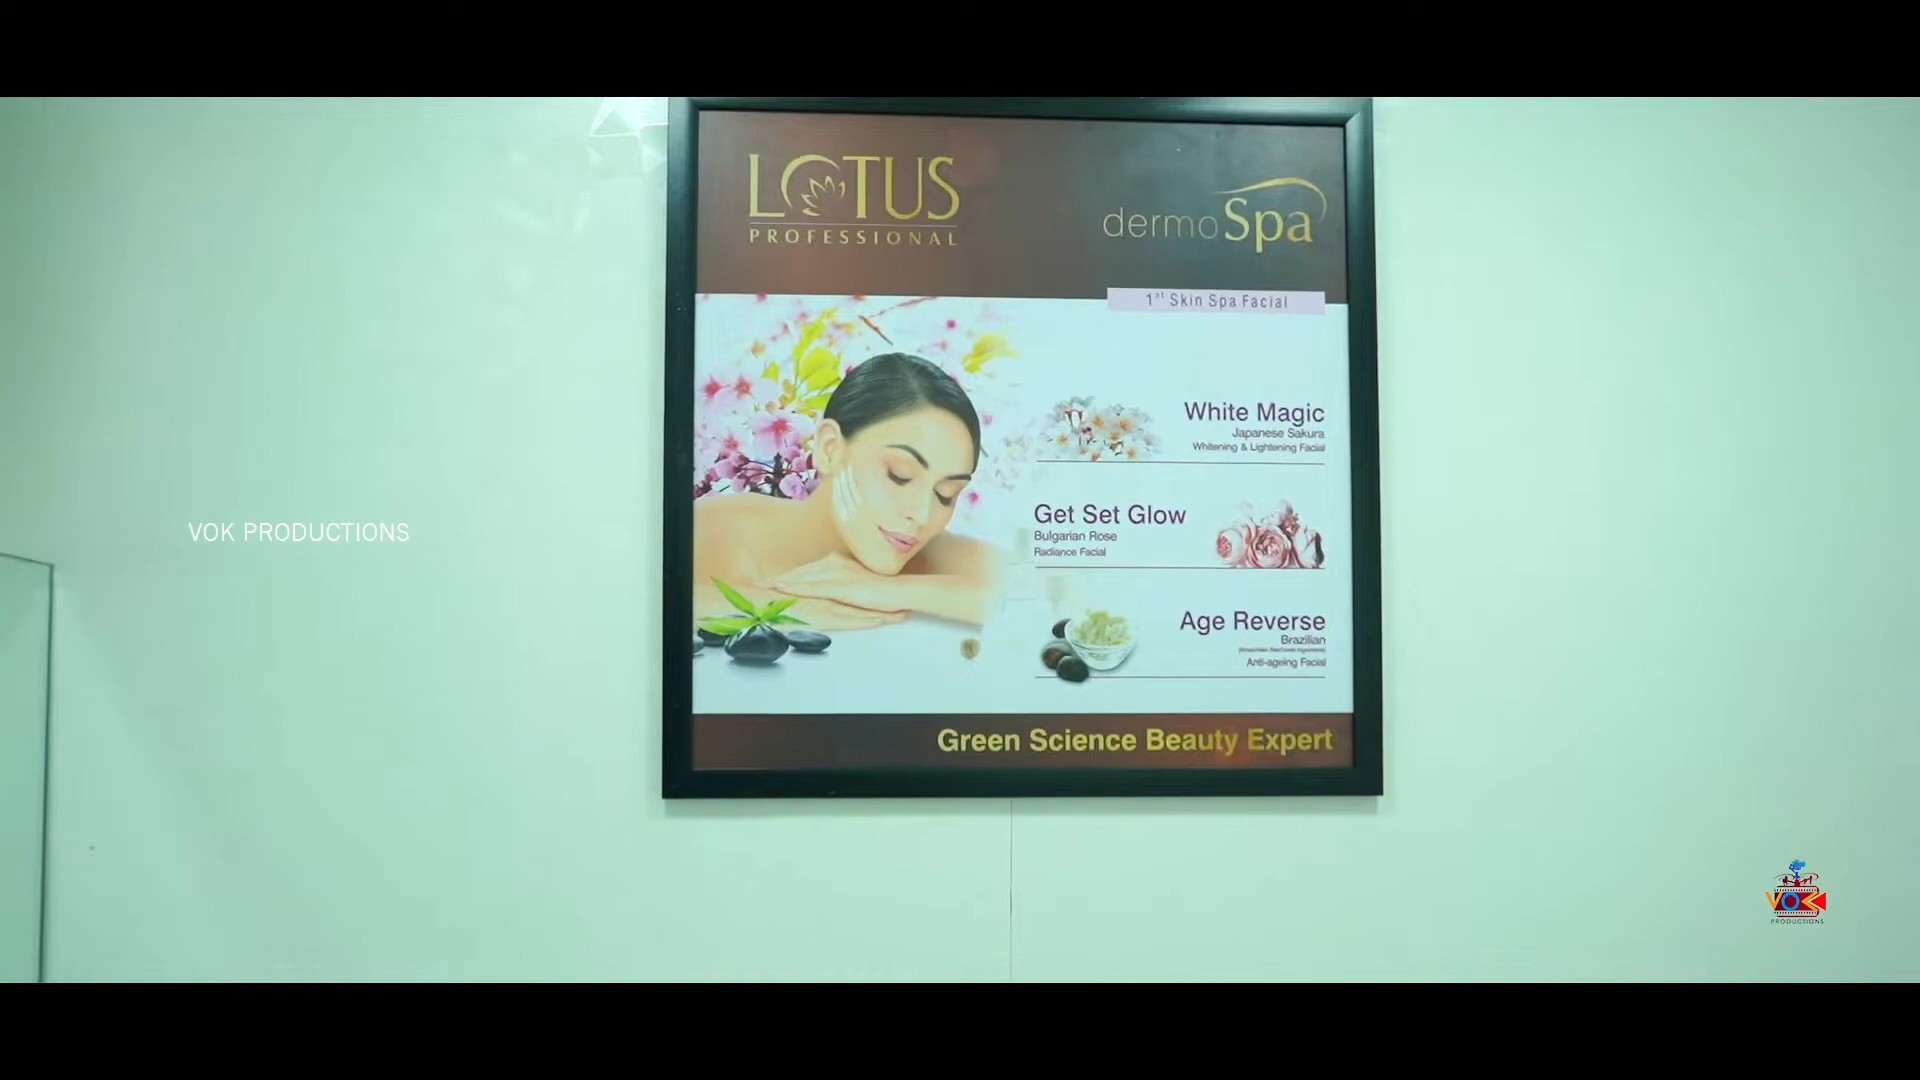 LOTUS
PROFESSIONAL
dermoSpa
1st Skin Spa Facial
White Magic
Japanese Sakura
Whitening & Lightening Facial
Get Set Glow
Bulgarian Rose
Radiance Facial
Age Reverse
Brazilian
Anti-ageing Facial
Green Science Beauty Expert
VOK PRODUCTIONS
VOK
PRODUCTIONS